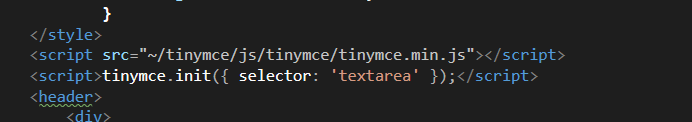 }
</style>
<script src="~/tinymce/js/tinymce/tinymce.min.js"></script>
<script>tinymce.init({ selector: 'textarea' });</script>
<header>
<div>